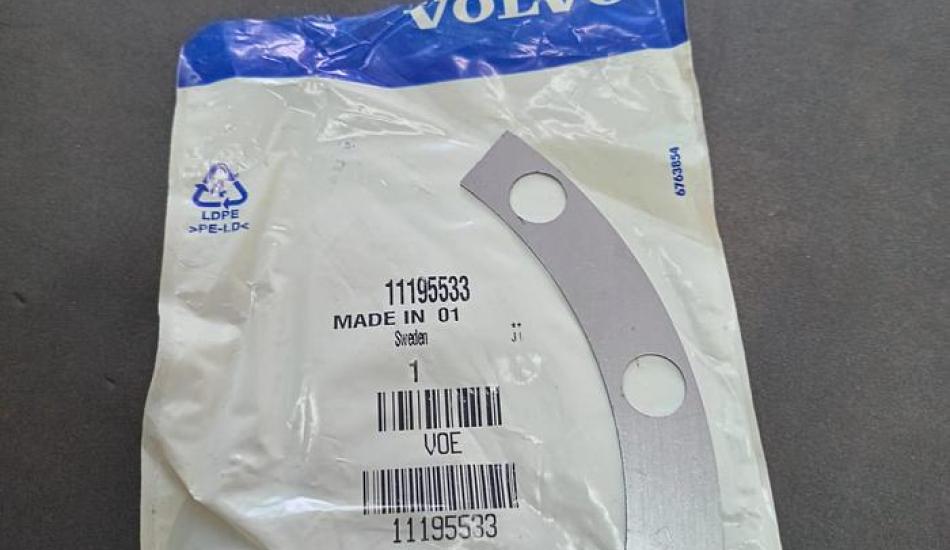 VOLVO
6763854
LDPE
>PE-LD<
11195533
MADE IN 01
Sweden
1
VOE
11195533